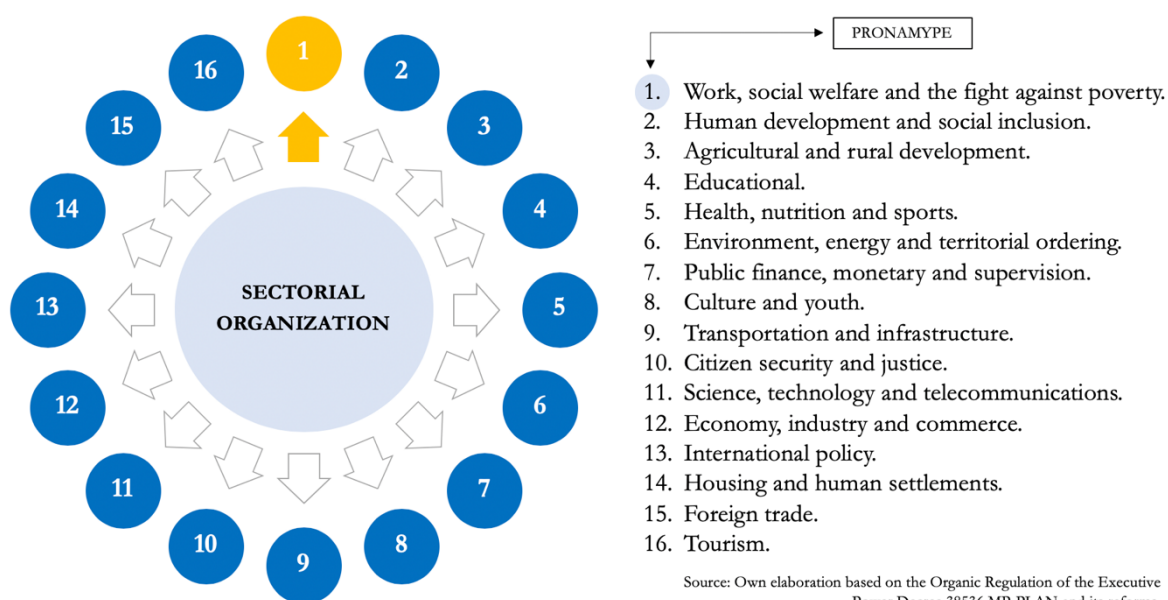 1
2
3
4
5
6
7
8
9
10
11
12
13
14
15
16
SECTORIAL
ORGANIZATION
PRONAMYPE
1. Work, social welfare and the fight against poverty.
2. Human development and social inclusion.
3. Agricultural and rural development.
4. Educational.
5. Health, nutrition and sports.
6. Environment, energy and territorial ordering.
7. Public finance, monetary and supervision.
8. Culture and youth.
9. Transportation and infrastructure.
10. Citizen security and justice.
11. Science, technology and telecommunications.
12. Economy, industry and commerce.
13. International policy.
14. Housing and human settlements.
15. Foreign trade.
16. Tourism.
Source: Own elaboration based on the Organic Regulation of the Executive